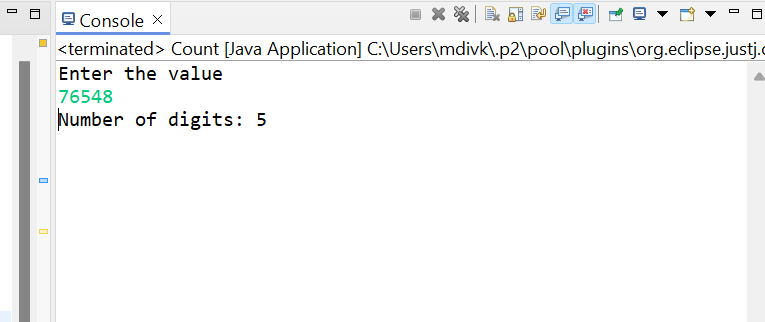 Console
<terminated> Count [Java Application] C:\Users\mdivk\.p2\pool\plugins\org.eclipse.justj.o
Enter the value
76548
Number of digits: 5